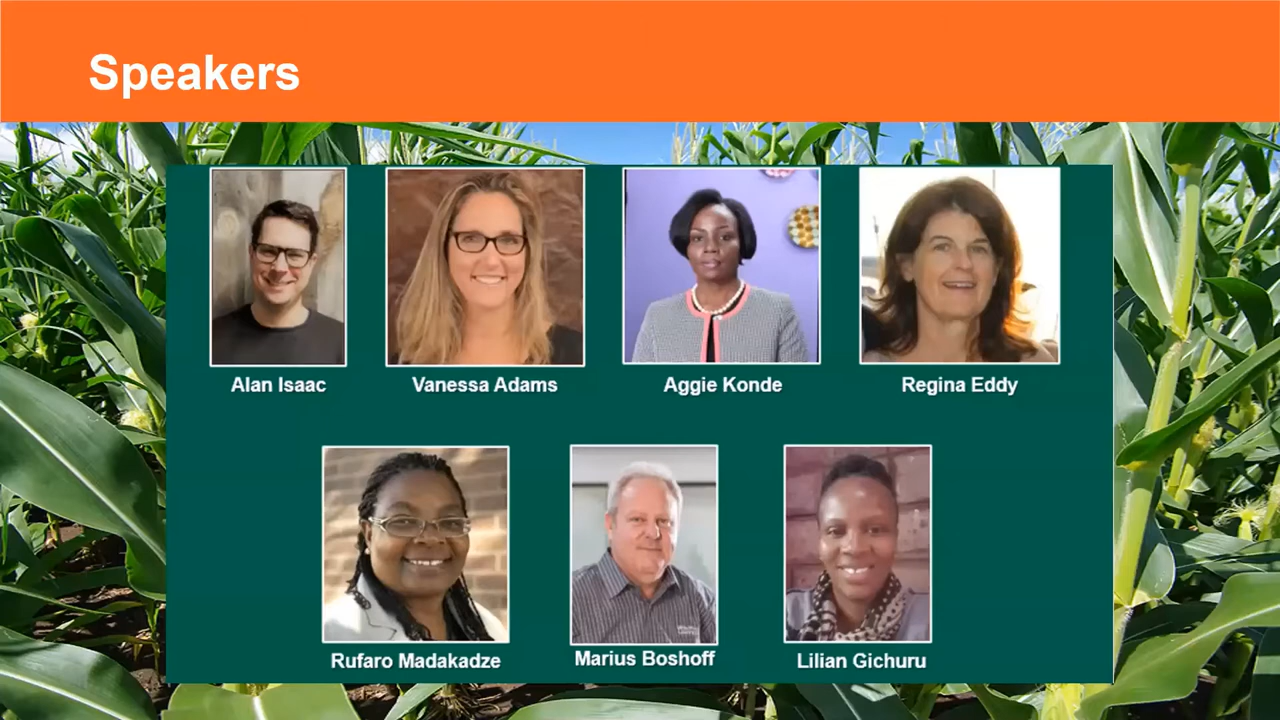 Speakers
Alan Isaac
Vanessa Adams
Aggie Konde
Regina Eddy
Rufaro Madakadze
Marius Boshoff
Lilian Gichuru